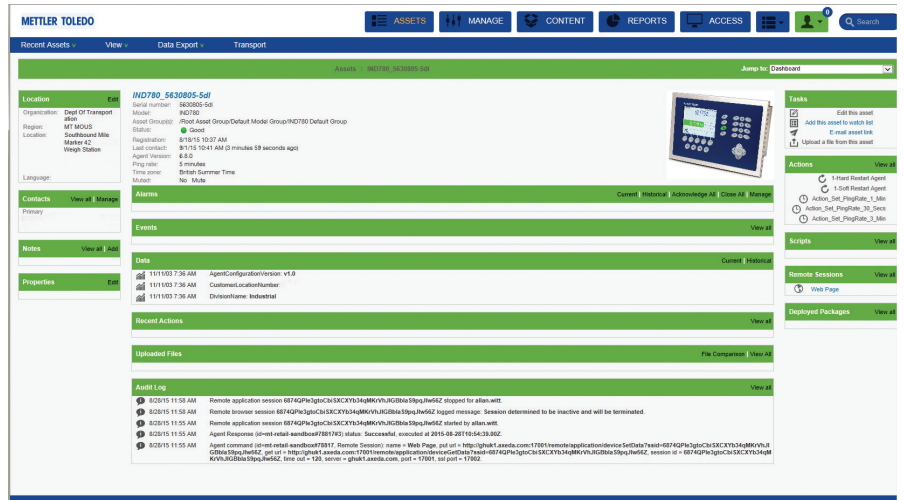 METTLER TOLEDO
ASSETS
MANAGE
CONTENT
REPORTS
ACCESS
0
Search
Recent Assets v
View v
Data Export v
Transport
Assets : IND780_5630805-5dl
Jump to: Dashboard
Location
Edit
Organization: Dept Of Transport
ation
Region: MT MOUS
Location: Southbound Mile
Marker 42
Weigh Station
Language:
Contacts
View all | Manage
Primary
Notes
View all | Add
Properties
Edit
IND780_5630805-5dl
Serial number: 5630805-5dl
Model: IND780
Asset Group(s): /Root Asset Group/Default Model Group/IND780 Default Group
Status: Good
Registration: 8/18/15 10:37 AM
Last contact: 9/1/15 10:41 AM (3 minutes 59 seconds ago)
Agent Version: 6.8.0
Ping rate: 5 minutes
Time zone: British Summer Time
Muted: No Mute
Alarms
Current | Historical | Acknowledge All | Close All | Manage
Events
View all
Data
Current | Historical
11/11/03 7:36 AM AgentConfigurationVersion: v1.0
11/11/03 7:36 AM CustomerLocationNumber:
11/11/03 7:36 AM DivisionName: Industrial
Recent Actions
View all
Uploaded Files
File Comparison | View All
Audit Log
View all
8/28/15 11:58 AM Remote application session 6874QPle3gtoCbiSXCXYb34qMKrVhJIGBblaS9pqJlw56Z stopped for allan.witt.
8/28/15 11:58 AM Remote browser session 6874QPle3gtoCbiSXCXYb34qMKrVhJIGBblaS9pqJlw56Z logged message: Session determined to be inactive and will be terminated.
8/28/15 11:55 AM Remote application session 6874QPle3gtoCbiSXCXYb34qMKrVhJIGBblaS9pqJlw56Z started by allan.witt.
8/28/15 11:55 AM Agent Response (id=mt-retail-sandbox#78817#3) status: Successful, executed at 2015-08-28T10:54:39.00Z.
8/28/15 11:55 AM Agent command (id=mt-retail-sandbox#78817, Remote Session): name = Web Page, put url = http://ghuk1.axeda.com:17001/remote/application/deviceSetData?ssid=6874QPle3gtoCbiSXCXYb34qMKrVhJI
GBblaS9pqJlw56Z, get url = http://ghuk1.axeda.com:17001/remote/application/deviceGetData?ssid=6874QPle3gtoCbiSXCXYb34qMKrVhJIGBblaS9pqJlw56Z, session id = 6874QPle3gtoCbiSXCXYb34qM
KrVhJIGBblaS9pqJlw56Z, time out = 120, server = ghuk1.axeda.com, port = 17001, ssl port = 17002.
Tasks
Edit this asset
Add this asset to watch list
E-mail asset link
Upload a file from this asset
Actions
View all
1-Hard Restart Agent
1-Soft Restart Agent
Action_Set_PingRate_1_Min
Action_Set_PingRate_30_Secs
Action_Set_PingRate_3_Min
Scripts
View all
Remote Sessions
View all
Web Page
Deployed Packages
View all